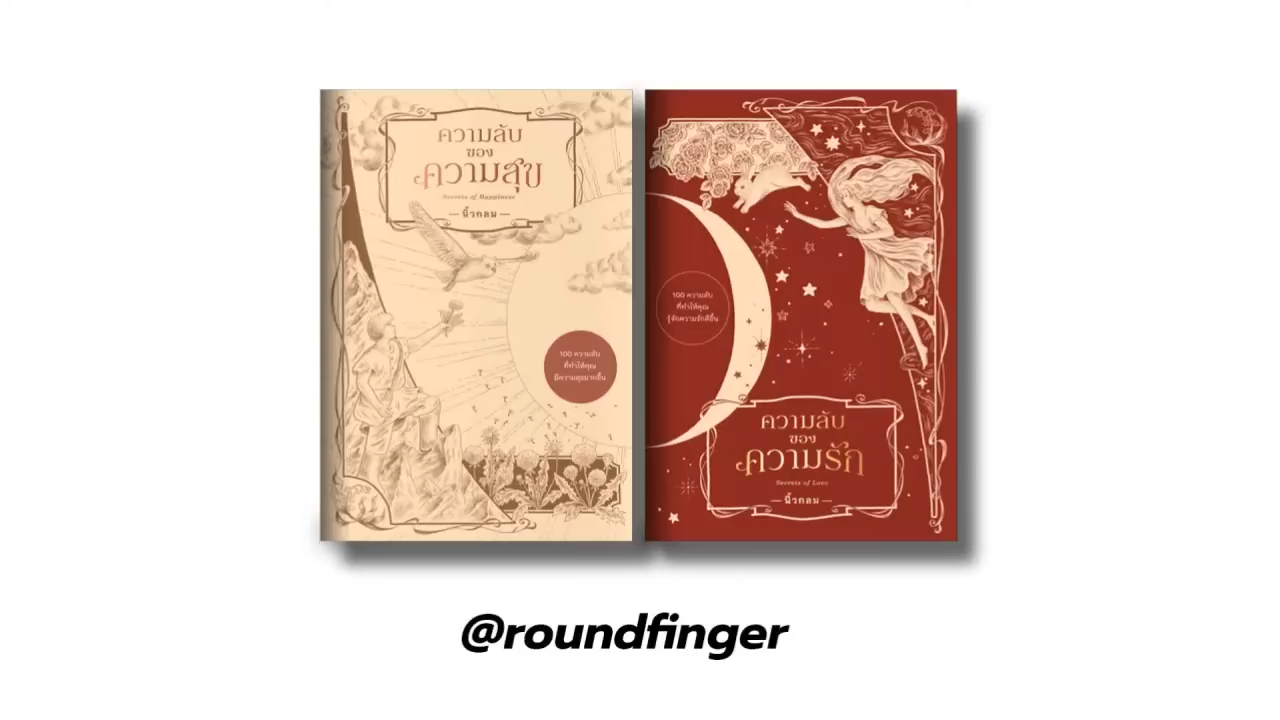 ความลับ
ของ
ความสุข
Secrets of Happiness
นิ้วกลม
100 ความลับ
ที่ทำให้คุณ
มีความสุขมากขึ้น
100 ความลับ
ที่ทำให้คุณ
รู้จักความรักดีขึ้น
ความลับ
ของ
ความรัก
Secrets of Love
นิ้วกลม
@roundfinger